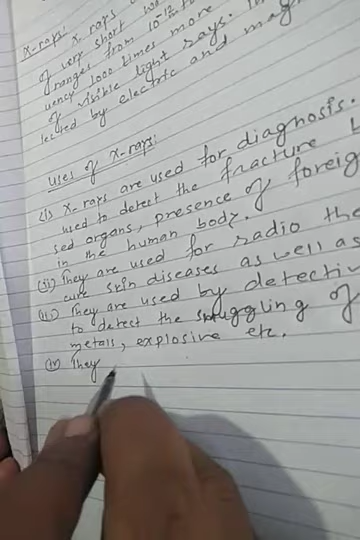 X-rays:
X. rays
of very short wa
ranges from 10⁻¹² m to
uency 1000 times more
of visible light rays.
lected by electric and mag
uses of X-rays:
(i) X-rays are used for diagnosis.
used to detect the fracture b
sed organs, presence of foreig
in the human body.
(ii) They are used for radio the
cure skin diseases as well as
(iii) They are used by detectiv
to detect the smuggling of
metals, explosive etc.
(iv) They